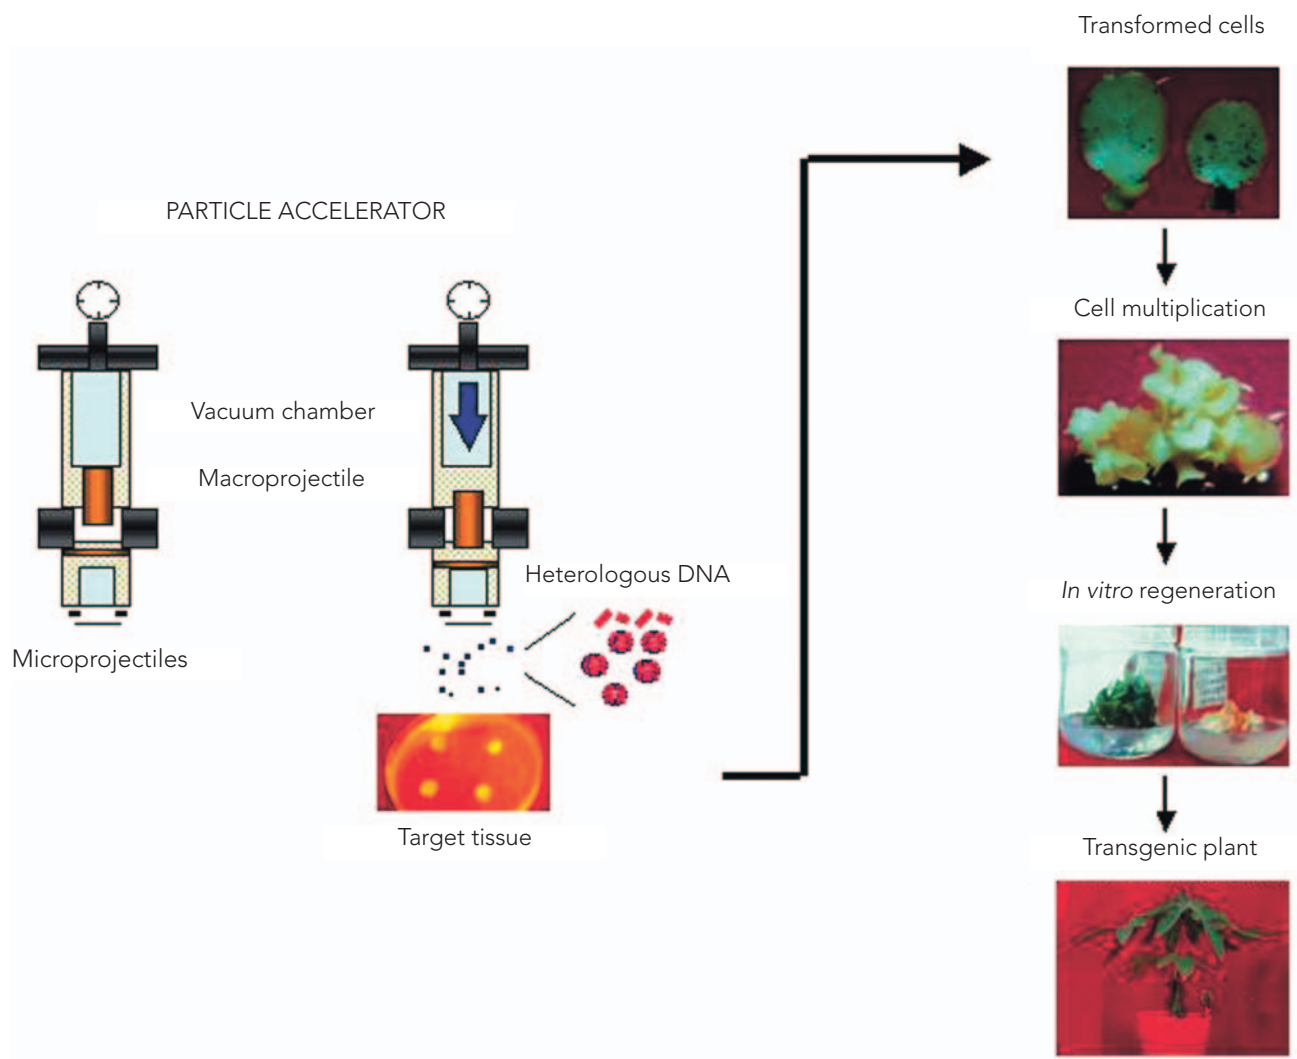 Transformed cells
PARTICLE ACCELERATOR
Cell multiplication
Vacuum chamber
Macroprojectile
Heterologous DNA
In vitro regeneration
Microprojectiles
Target tissue
Transgenic plant